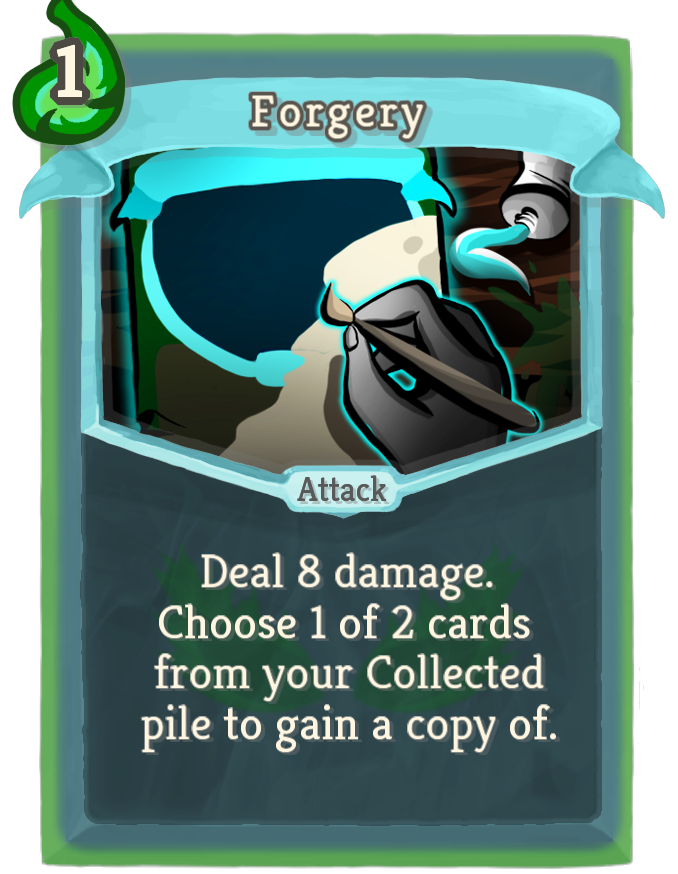 1
Forgery
Attack
Deal 8 damage.
Choose 1 of 2 cards
from your Collected
pile to gain a copy of.